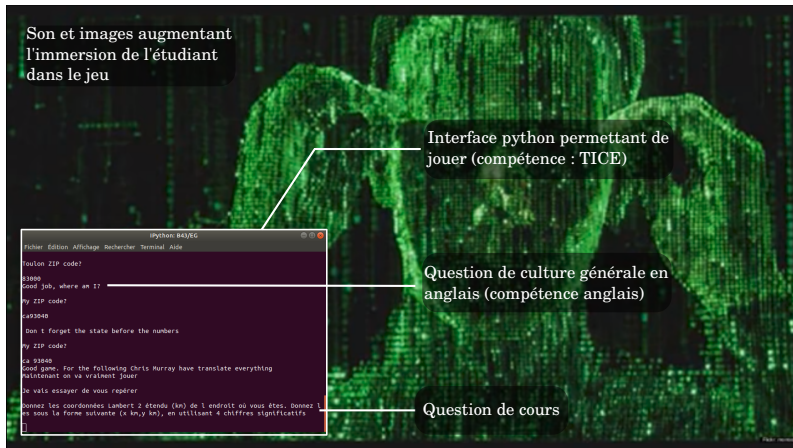 Son et images augmentant
l'immersion de l'étudiant
dans le jeu
Interface python permettant de
jouer (compétence : TICE)
IPython: B43/EG
Fichier Édition Affichage Rechercher Terminal Aide
Toulon ZIP code?
83000
Good job, where am I?
My ZIP code?
ca93040
Don t forget the state before the numbers
My ZIP code?
ca 93040
Good game. For the following Chris Murray have translate everything
Maintenant on va vraiment jouer
Je vais essayer de vous repérer
Donnez les coordonnées Lambert 2 étendu (km) de l endroit où vous êtes. Donnez l
es sous la forme suivante (x km,y km), en utilisant 4 chiffres significatifs
Question de culture générale en
anglais (compétence anglais)
Question de cours